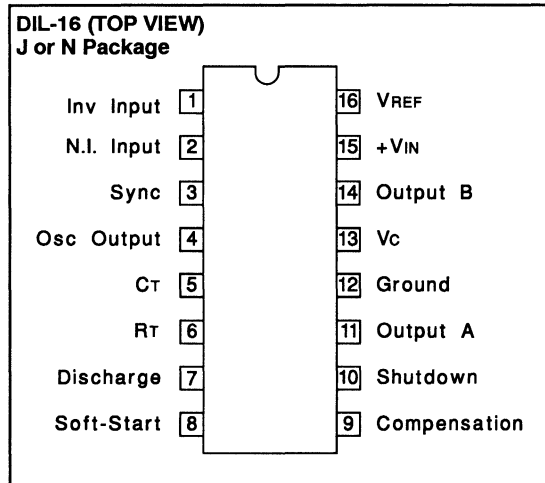 DIL-16 (TOP VIEW)
J or N Package
Inv Input 1 16 VREF
N.I. Input 2 15 +VIN
Sync 3 14 Output B
Osc Output 4 13 Vc
CT 5 12 Ground
RT 6 11 Output A
Discharge 7 10 Shutdown
Soft-Start 8 9 Compensation